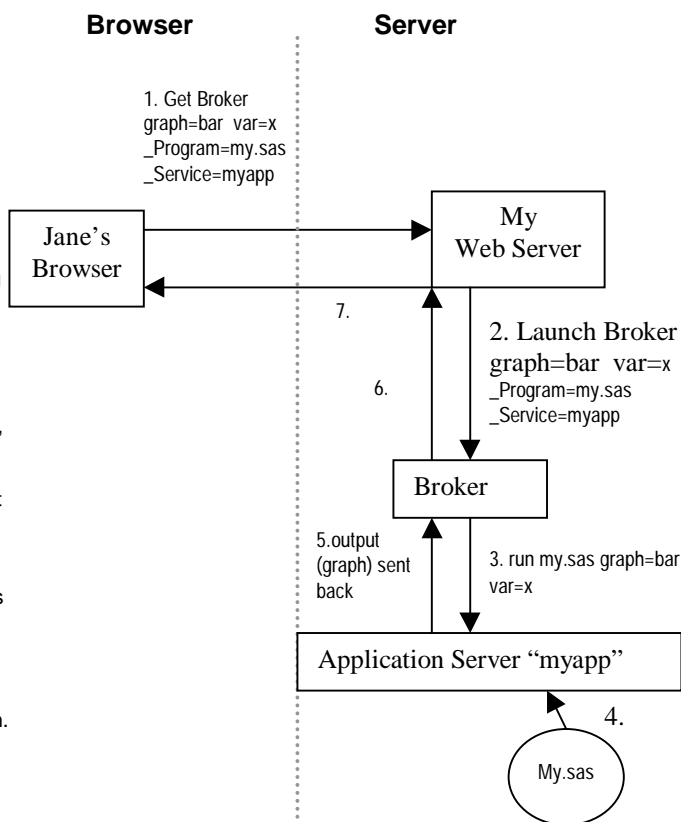 Browser
Server
1. Get Broker
graph=bar var=x
_Program=my.sas
_Service=myapp
Jane's
Browser
My
Web Server
7.
2. Launch Broker
graph=bar var=x
_Program=my.sas
_Service=myapp
6.
,
Broker
5.output
(graph) sent
back
3. run my.sas graph=bar
var=x
s
Application Server “myapp”
.
4.
My.sas